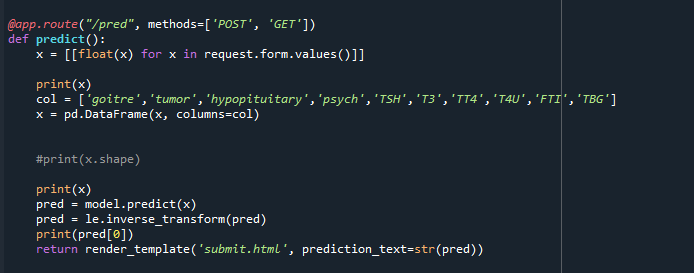 @app.route("/pred", methods=['POST', 'GET'])
def predict():
    x = [[float(x) for x in request.form.values()]]
    print(x)
    col = ['goitre','tumor','hypopituitary','psych','TSH','T3','TT4','T4U','FTI','TBG']
    x = pd.DataFrame(x, columns=col)
    #print(x.shape)
    print(x)
    pred = model.predict(x)
    pred = le.inverse_transform(pred)
    print(pred[0])
    return render_template('submit.html', prediction_text=str(pred))